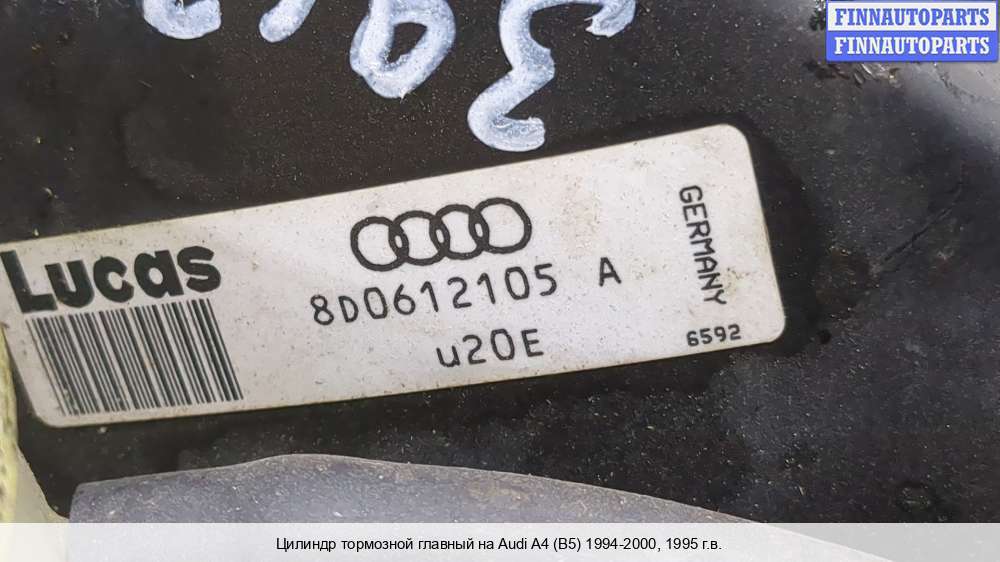 FINNAUTOPARTS
FINNAUTOPARTS
GERMANY
Lucas
8D0612105 A
u20E
6592
Цилиндр тормозной главный на Audi A4 (B5) 1994-2000, 1995 г.в.